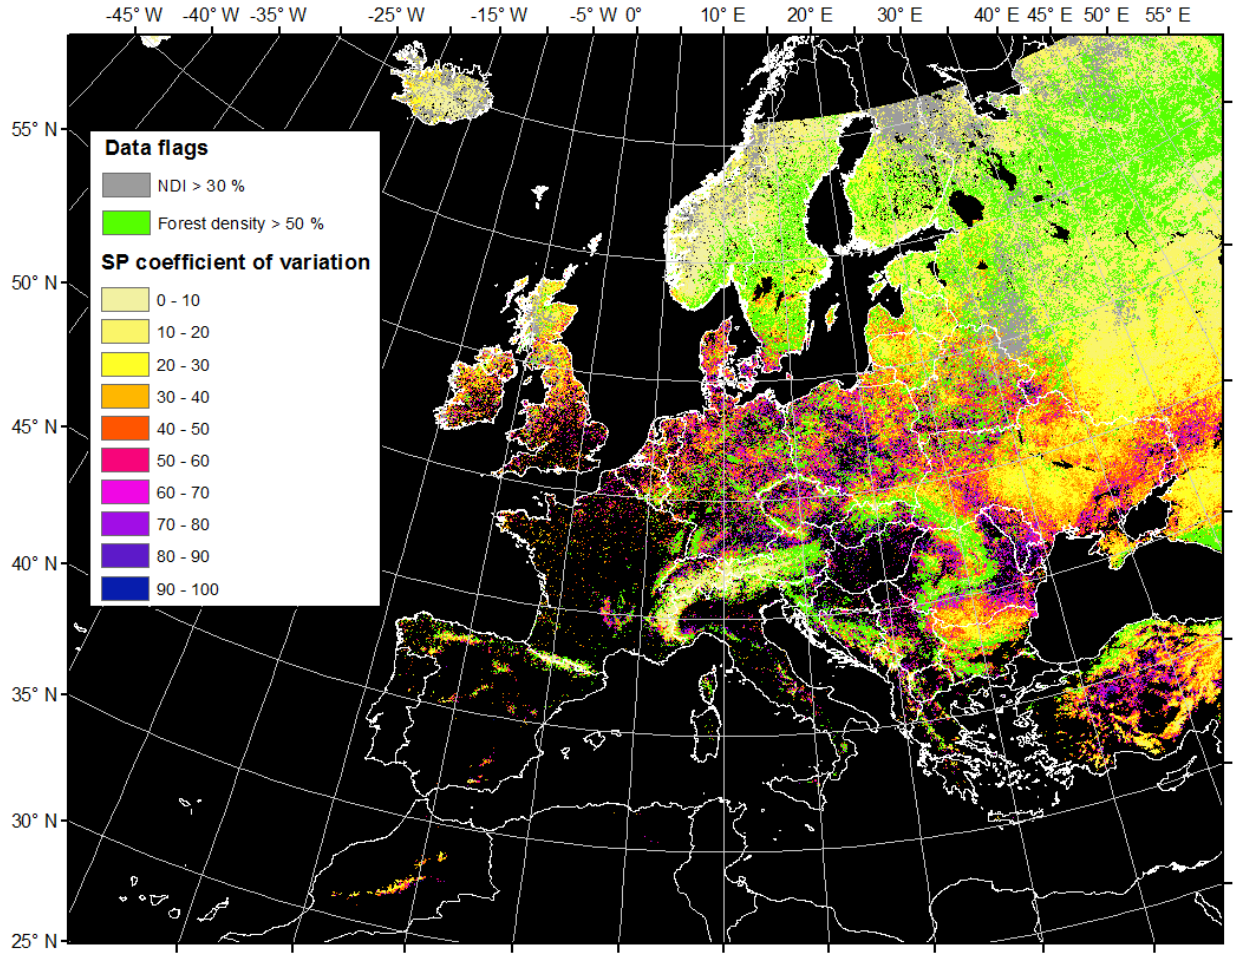 -45° W -40° W -35° W -25° W -15° W -5° W 0° 10° E 20° E 30° E 40° E 45° E 50° E 55° E
55° N
Data flags
NDI > 30 %
Forest density > 50 %
SP coefficient of variation
50° N
0 - 10
10 - 20
20 - 30
30 - 40
45° N
40 - 50
50 - 60
60 - 70
70 - 80
80 - 90
40° N
90 - 100
35° N
30° N
25° N